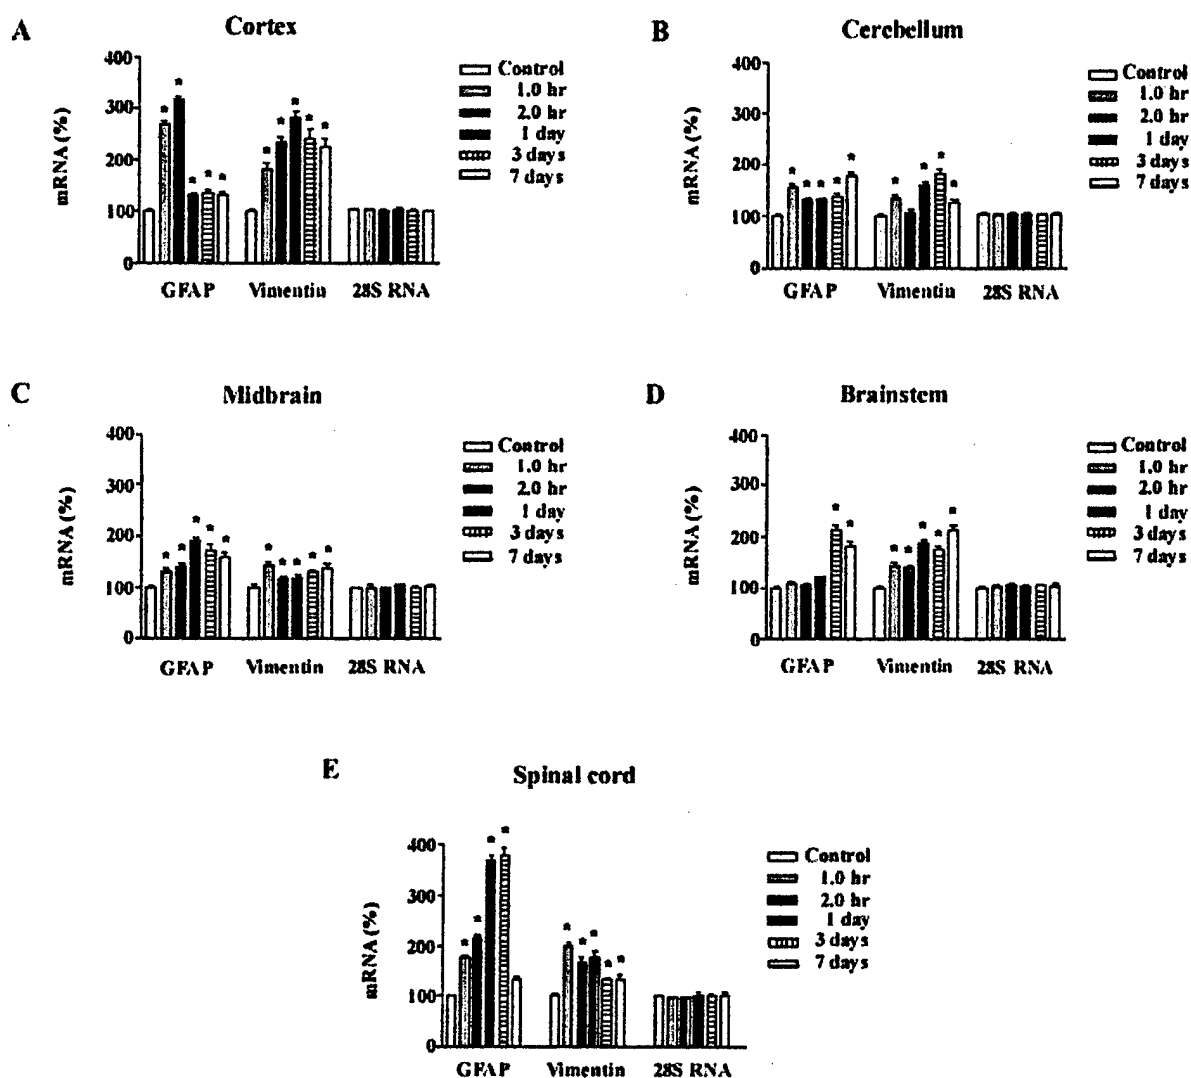 A
Cortex
mRNA (%)
400
300
200
100
0
* * * * * * * * * *
GFAP Vimentin 28S RNA
Control
1.0 hr
2.0 hr
1 day
3 days
7 days
B
Cerebellum
mRNA (%)
400
300
200
100
0
* * * * * * * * *
GFAP Vimentin 28S RNA
Control
1.0 hr
2.0 hr
1 day
3 days
7 days
C
Midbrain
mRNA (%)
400
300
200
100
0
* * * * * * * * * *
GFAP Vimentin 28S RNA
Control
1.0 hr
2.0 hr
1 day
3 days
7 days
D
Brainstem
mRNA (%)
400
300
200
100
0
* * * * * * *
GFAP Vimentin 28S RNA
Control
1.0 hr
2.0 hr
1 day
3 days
7 days
E
Spinal cord
mRNA (%)
400
300
200
100
0
* * * * * * * * *
GFAP Vimentin 28S RNA
Control
1.0 hr
2.0 hr
1 day
3 days
7 days